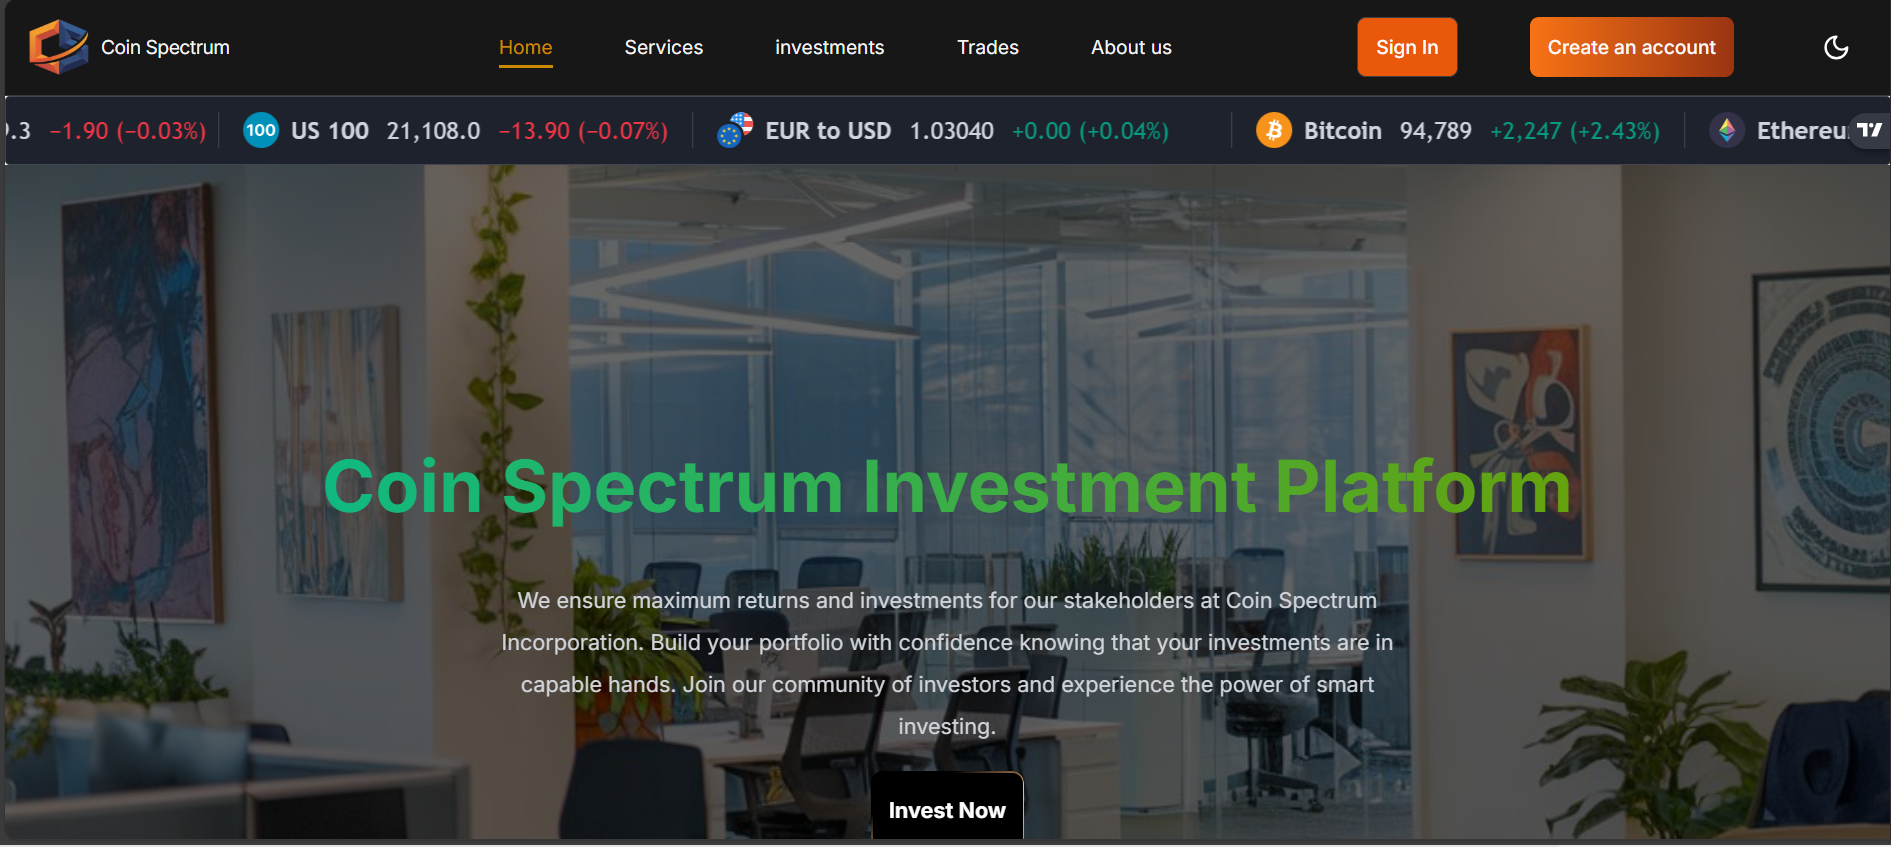 Coin Spectrum
Home Services investments Trades About us Sign In Create an account
9.3 −1.90 (−0.03%) 100 US 100 21,108.0 −13.90 (−0.07%) EUR to USD 1.03040 +0.00 (+0.04%) Bitcoin 94,789 +2,247 (+2.43%)
Coin Spectrum Investment Platform
We ensure maximum returns and investments for our stakeholders at Coin Spectrum
Incorporation. Build your portfolio with confidence knowing that your investments are in
capable hands. Join our community of investors and experience the power of smart
investing.
Invest Now